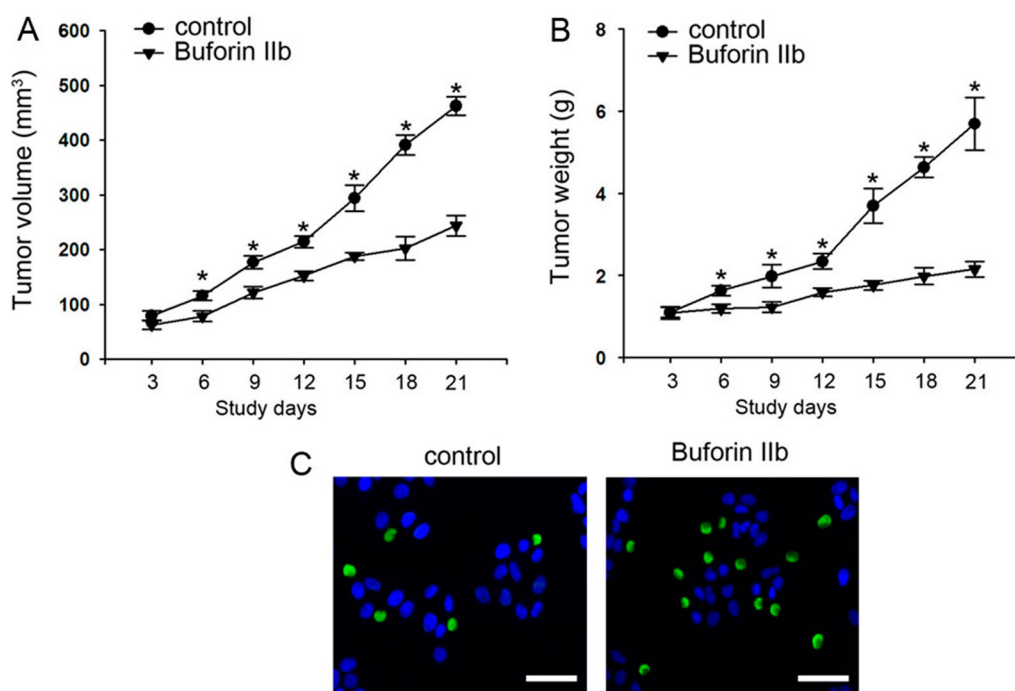 A
control
Buforin IIb
Tumor volume (mm³)
600
500
400
300
200
100
0
*
*
*
*
*
*
3 6 9 12 15 18 21
Study days
B
control
Buforin IIb
Tumor weight (g)
8
6
4
2
0
*
*
*
*
*
*
3 6 9 12 15 18 21
Study days
C
control
Buforin IIb